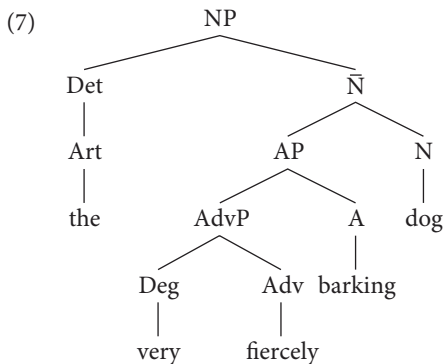 (7) NP
Det N̄
Art AP N
the AdvP A dog
Deg Adv barking
very fiercely